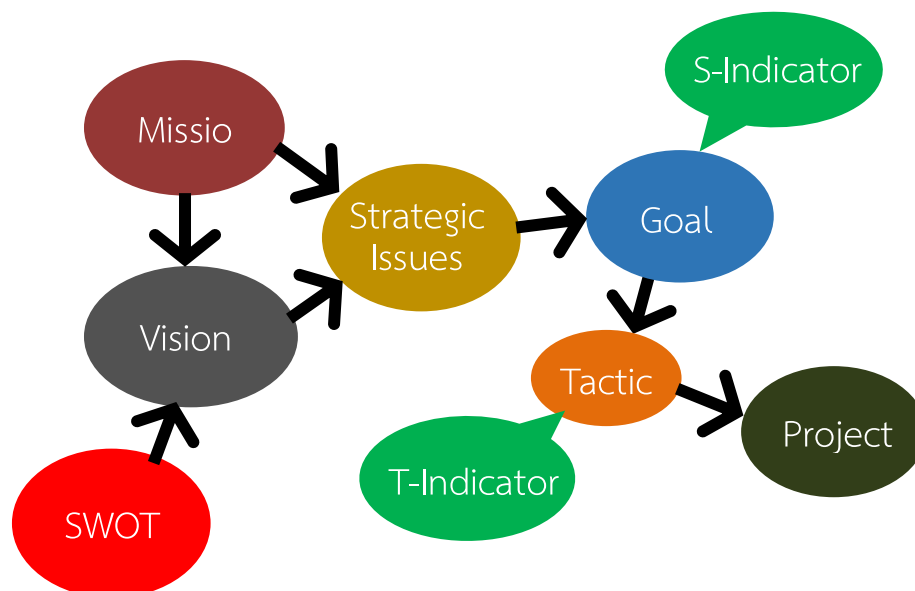 S-Indicator
Missio
Strategic
Issues
Goal
Vision
Tactic
Project
T-Indicator
SWOT